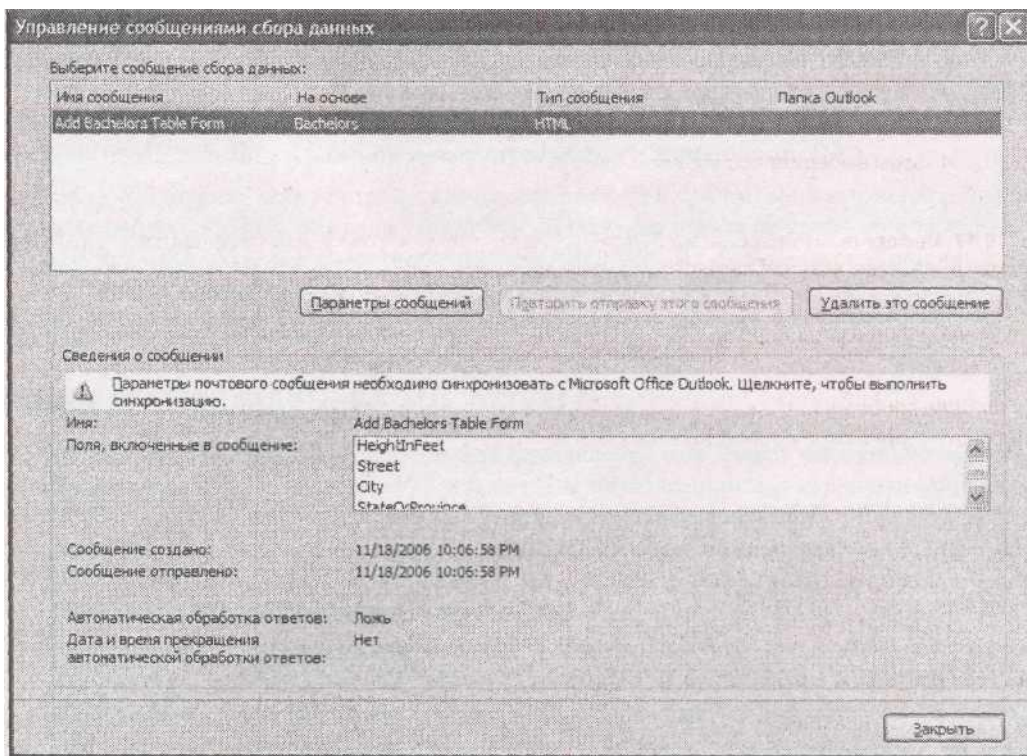 Управление сообщениями сбора данных
Выберите сообщение сбора данных:
Имя сообщения На основе Тип сообщения Папка Outlook
Add Bachelors Table Form Bachelors HTML
Параметры сообщений Повторить отправку этого сообщения Удалить это сообщение
Сведения о сообщении
Параметры почтового сообщения необходимо синхронизовать с Microsoft Office Outlook. Щелкните, чтобы выполнить
синхронизацию.
Имя: Add Bachelors Table Form
Поля, включенные в сообщение: HeightInFeet
Street
City
StateOrProvince
Сообщение создано: 11/18/2006 10:06:58 PM
Сообщение отправлено: 11/18/2006 10:06:58 PM
Автоматическая обработка ответов: Ложь
Дата и время прекращения Нет
автоматической обработки ответов:
Закрыть